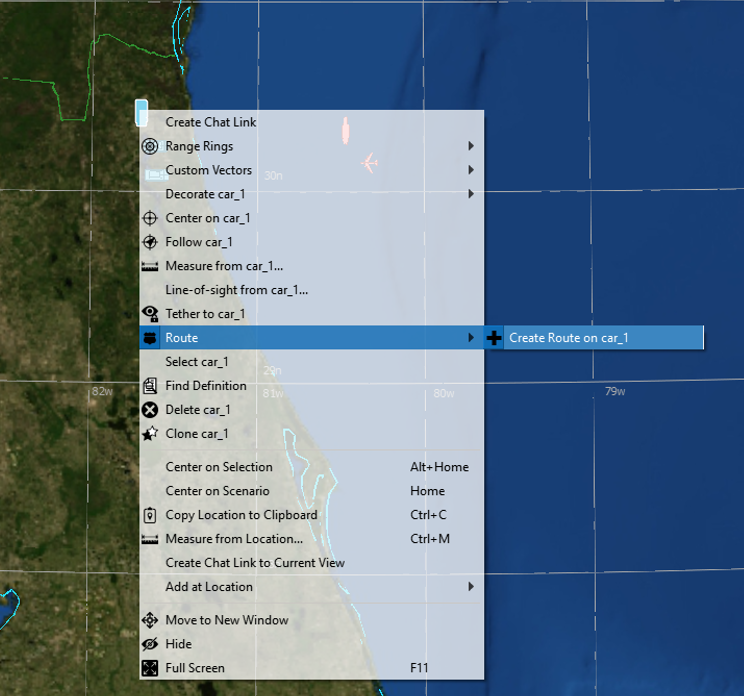 Create Chat Link
Range Rings
30n
Custom Vectors
Decorate car_1
Center on car_1
Follow car_1
Measure from car_1...
Line-of-sight from car_1...
Tether to car_1
Route
Create Route on car_1
Select car_1
29n
Find Definition
82w
81w
80w
79w
Delete car_1
Clone car_1
Center on Selection Alt+Home
Center on Scenario Home
Copy Location to Clipboard Ctrl+C
Measure from Location... Ctrl+M
Create Chat Link to Current View
Add at Location
Move to New Window
Hide
Full Screen F11